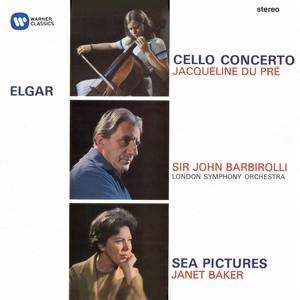 WARNER
CLASSICS
stereo
CELLO CONCERTO
JACQUELINE DU PRÉ
ELGAR
SIR JOHN BARBIROLLI
LONDON SYMPHONY ORCHESTRA
SEA PICTURES
JANET BAKER